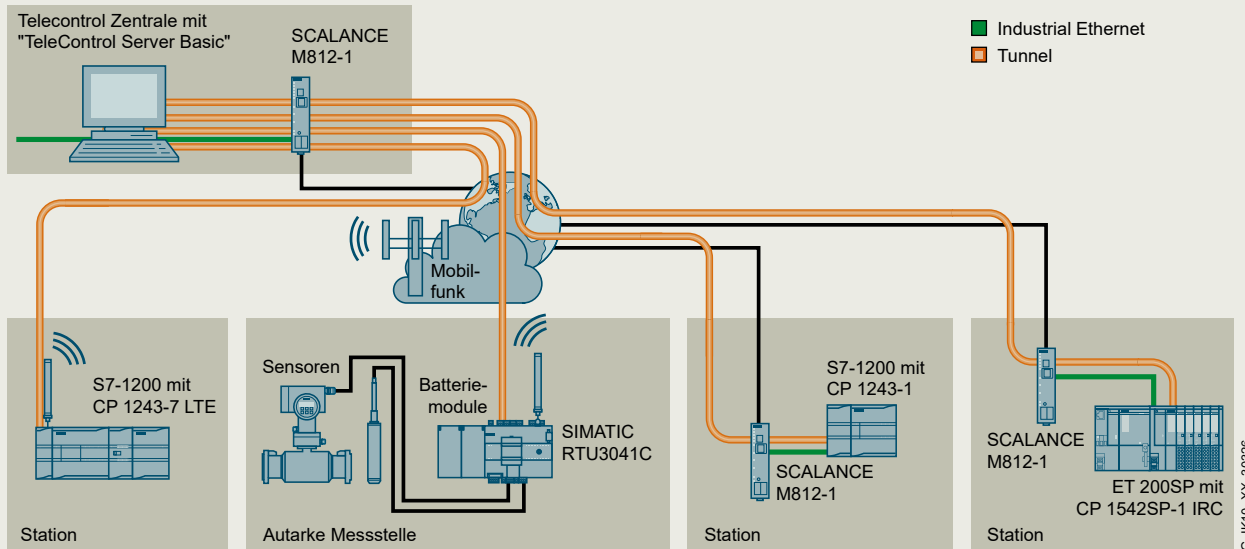 Telecontrol Zentrale mit
"TeleControl Server Basic"
SCALANCE
M812-1
Industrial Ethernet
Tunnel
Mobil-
funk
S7-1200 mit
CP 1243-7 LTE
Station
Sensoren
Batterie-
module
SIMATIC
RTU3041C
Autarke Messstelle
S7-1200 mit
CP 1243-1
SCALANCE
M812-1
Station
SCALANCE
M812-1
ET 200SP mit
CP 1542SP-1 IRC
Station